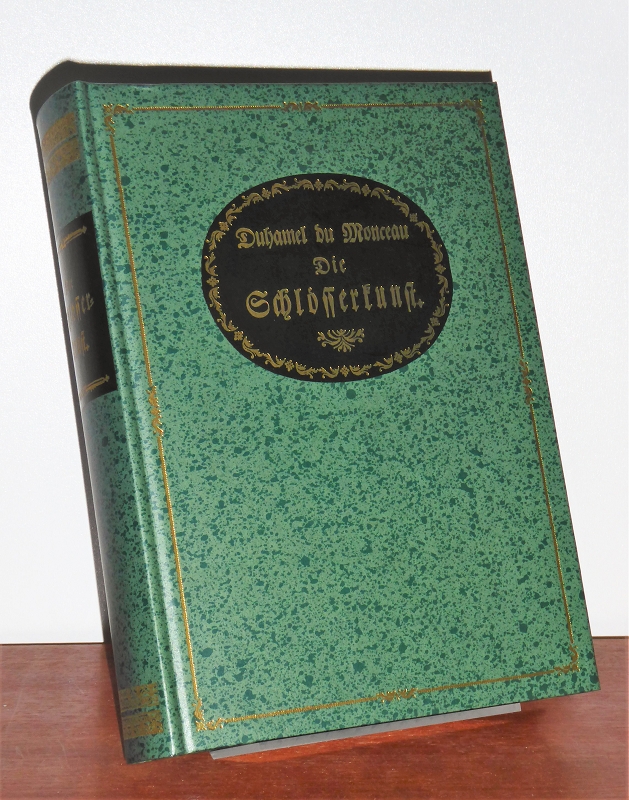 Duhamel du Monceau
Die
Schlösserkunst.